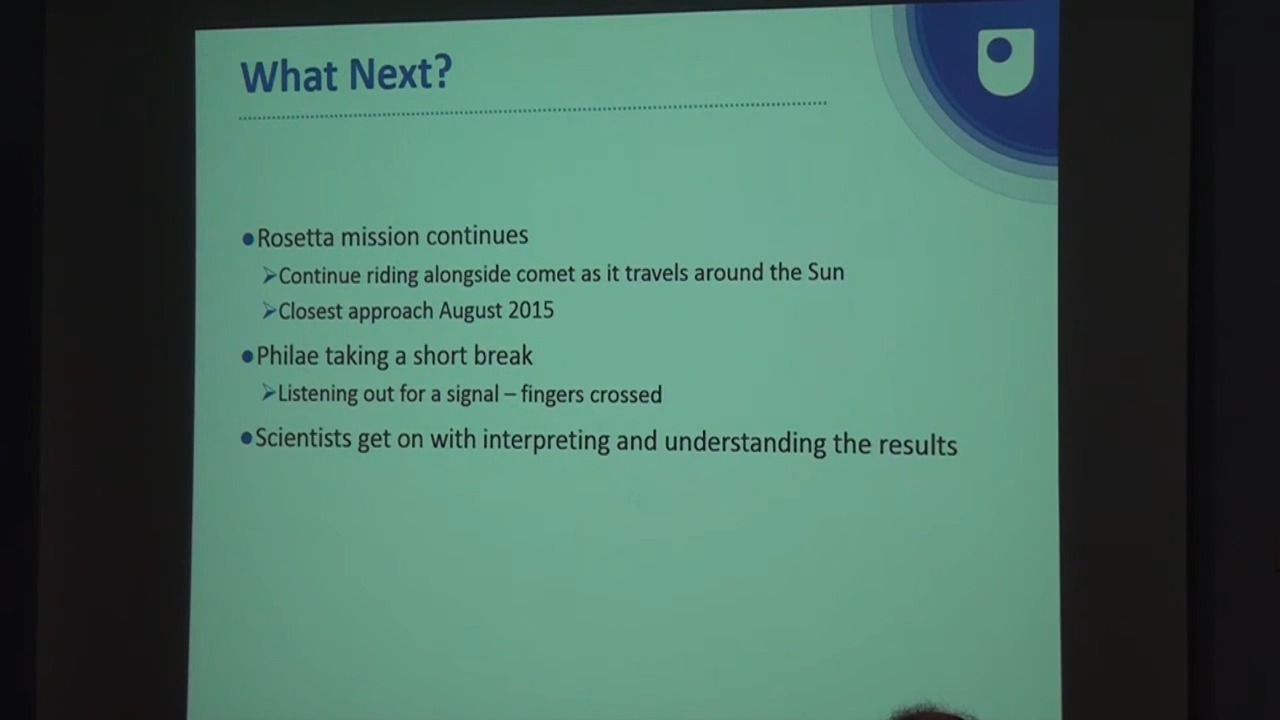 What Next?
●Rosetta mission continues
➢Continue riding alongside comet as it travels around the Sun
➢Closest approach August 2015
●Philae taking a short break
➢Listening out for a signal – fingers crossed
●Scientists get on with interpreting and understanding the results